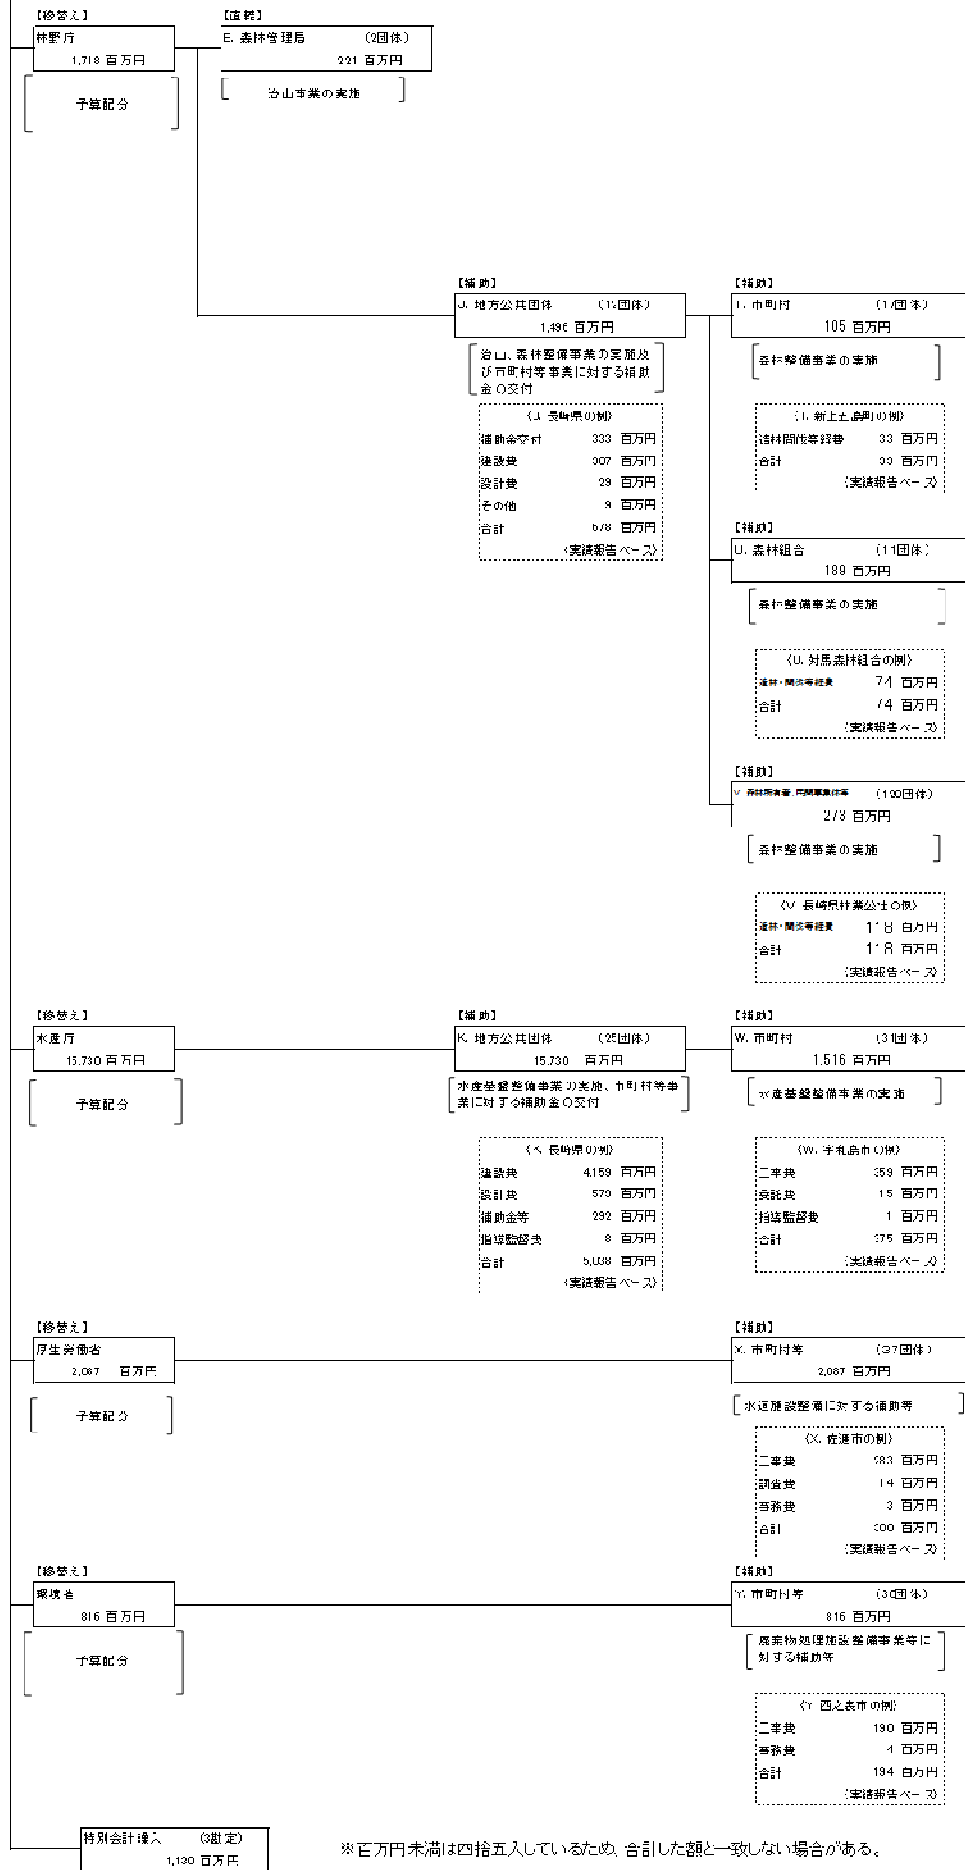 【移替え】
林野庁
1,718 百万円
予算配分
【直轄】
E. 森林管理局 (2団体)
221 百万円
治山事業の実施
【補助】
J. 地方公共団体 (12団体)
1,496 百万円
治山、森林整備事業の実施及
び市町村等事業に対する補助
金の交付
(J. 長崎県の例)
補助金交付 333 百万円
建設費 307 百万円
設計費 29 百万円
その他 9 百万円
合計 678 百万円
(実績報告ベース)
【補助】
T. 市町村
105 百万円
森林整備事業の実施
(T. 新上五島町の例)
造林間伐等経費 33 百万円
合計 33 百万円
(実績報告ベース)
【補助】
U. 森林組合 (11団体)
189 百万円
森林整備事業の実施
(U. 対馬森林組合の例)
造林・間伐等経費 74 百万円
合計 74 百万円
(実績報告ベース)
【補助】
V. 森林所有者、民間事業体等
273 百万円
森林整備事業の実施
(V. 長崎県林業公社の例)
造林・間伐等経費 118 百万円
合計 118 百万円
(実績報告ベース)
【移替え】
水産庁
15,730 百万円
予算配分
【補助】
K. 地方公共団体 (25団体)
15,730 百万円
水産基盤整備事業の実施、市町村等事
業に対する補助金の交付
(K. 長崎県の例)
建設費 4,159 百万円
設計費 579 百万円
補助金等 292 百万円
指導監督費 8 百万円
合計 5,038 百万円
(実績報告ベース)
【補助】
W. 市町村 (31団体)
1,516 百万円
水産基盤整備事業の実施
(W. 宇和島市の例)
工事費 359 百万円
委託費 15 百万円
指導監督費 1 百万円
合計 375 百万円
(実績報告ベース)
【移替え】
厚生労働省
2,067 百万円
予算配分
【補助】
X. 市町村等
2,067 百万円
水道施設整備に対する補助等
(X. 佐渡市の例)
工事費 百万円
調査費 14 百万円
事務費 3 百万円
合計 300 百万円
(実績報告ベース)
【移替え】
環境省
816 百万円
予算配分
【補助】
Y. 市町村等
816 百万円
廃棄物処理施設整備事業等に
対する補助等
(Y. 西之表市の例)
工事費 190 百万円
事務費 4 百万円
合計 194 百万円
(実績報告ベース)
特別会計繰入 (3勘定)
1,130 百万円
※百万円未満は四捨五入しているため、合計した額と一致しない場合がある。